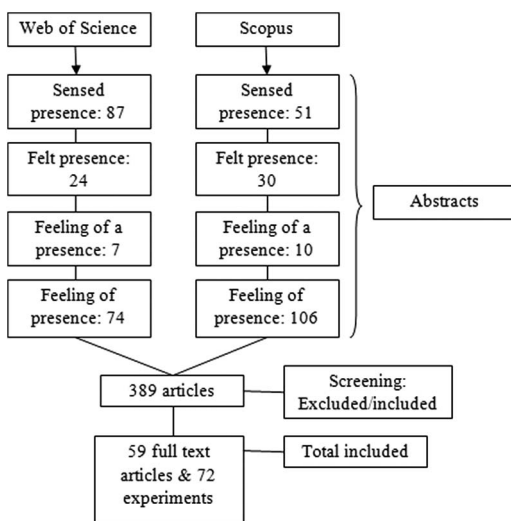 Web of Science
Scopus
Sensed
presence: 87
Sensed
presence: 51
Felt presence:
24
Felt presence:
30
Abstracts
Feeling of a
presence: 7
Feeling of a
presence: 10
Feeling of
presence: 74
Feeling of
presence: 106
389 articles
Screening:
Excluded/included
59 full text
articles & 72
experiments
Total included